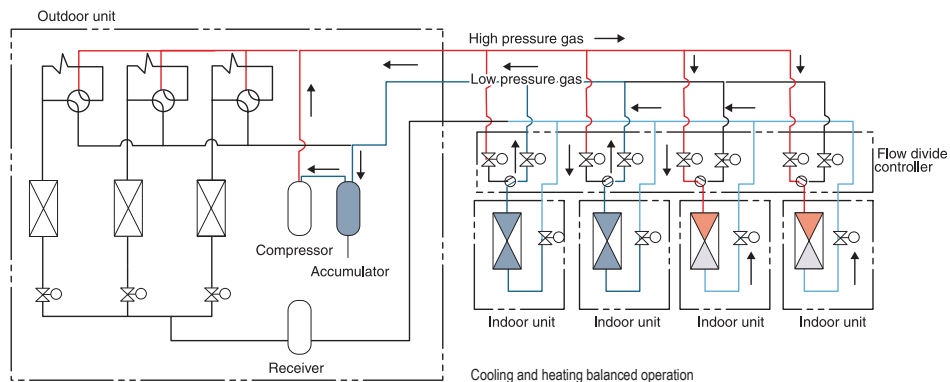 Outdoor unit
High pressure gas
Low pressure gas
Flow divide
controller
Compressor
Accumulator
Receiver
Indoor unit
Indoor unit
Indoor unit
Indoor unit
Cooling and heating balanced operation